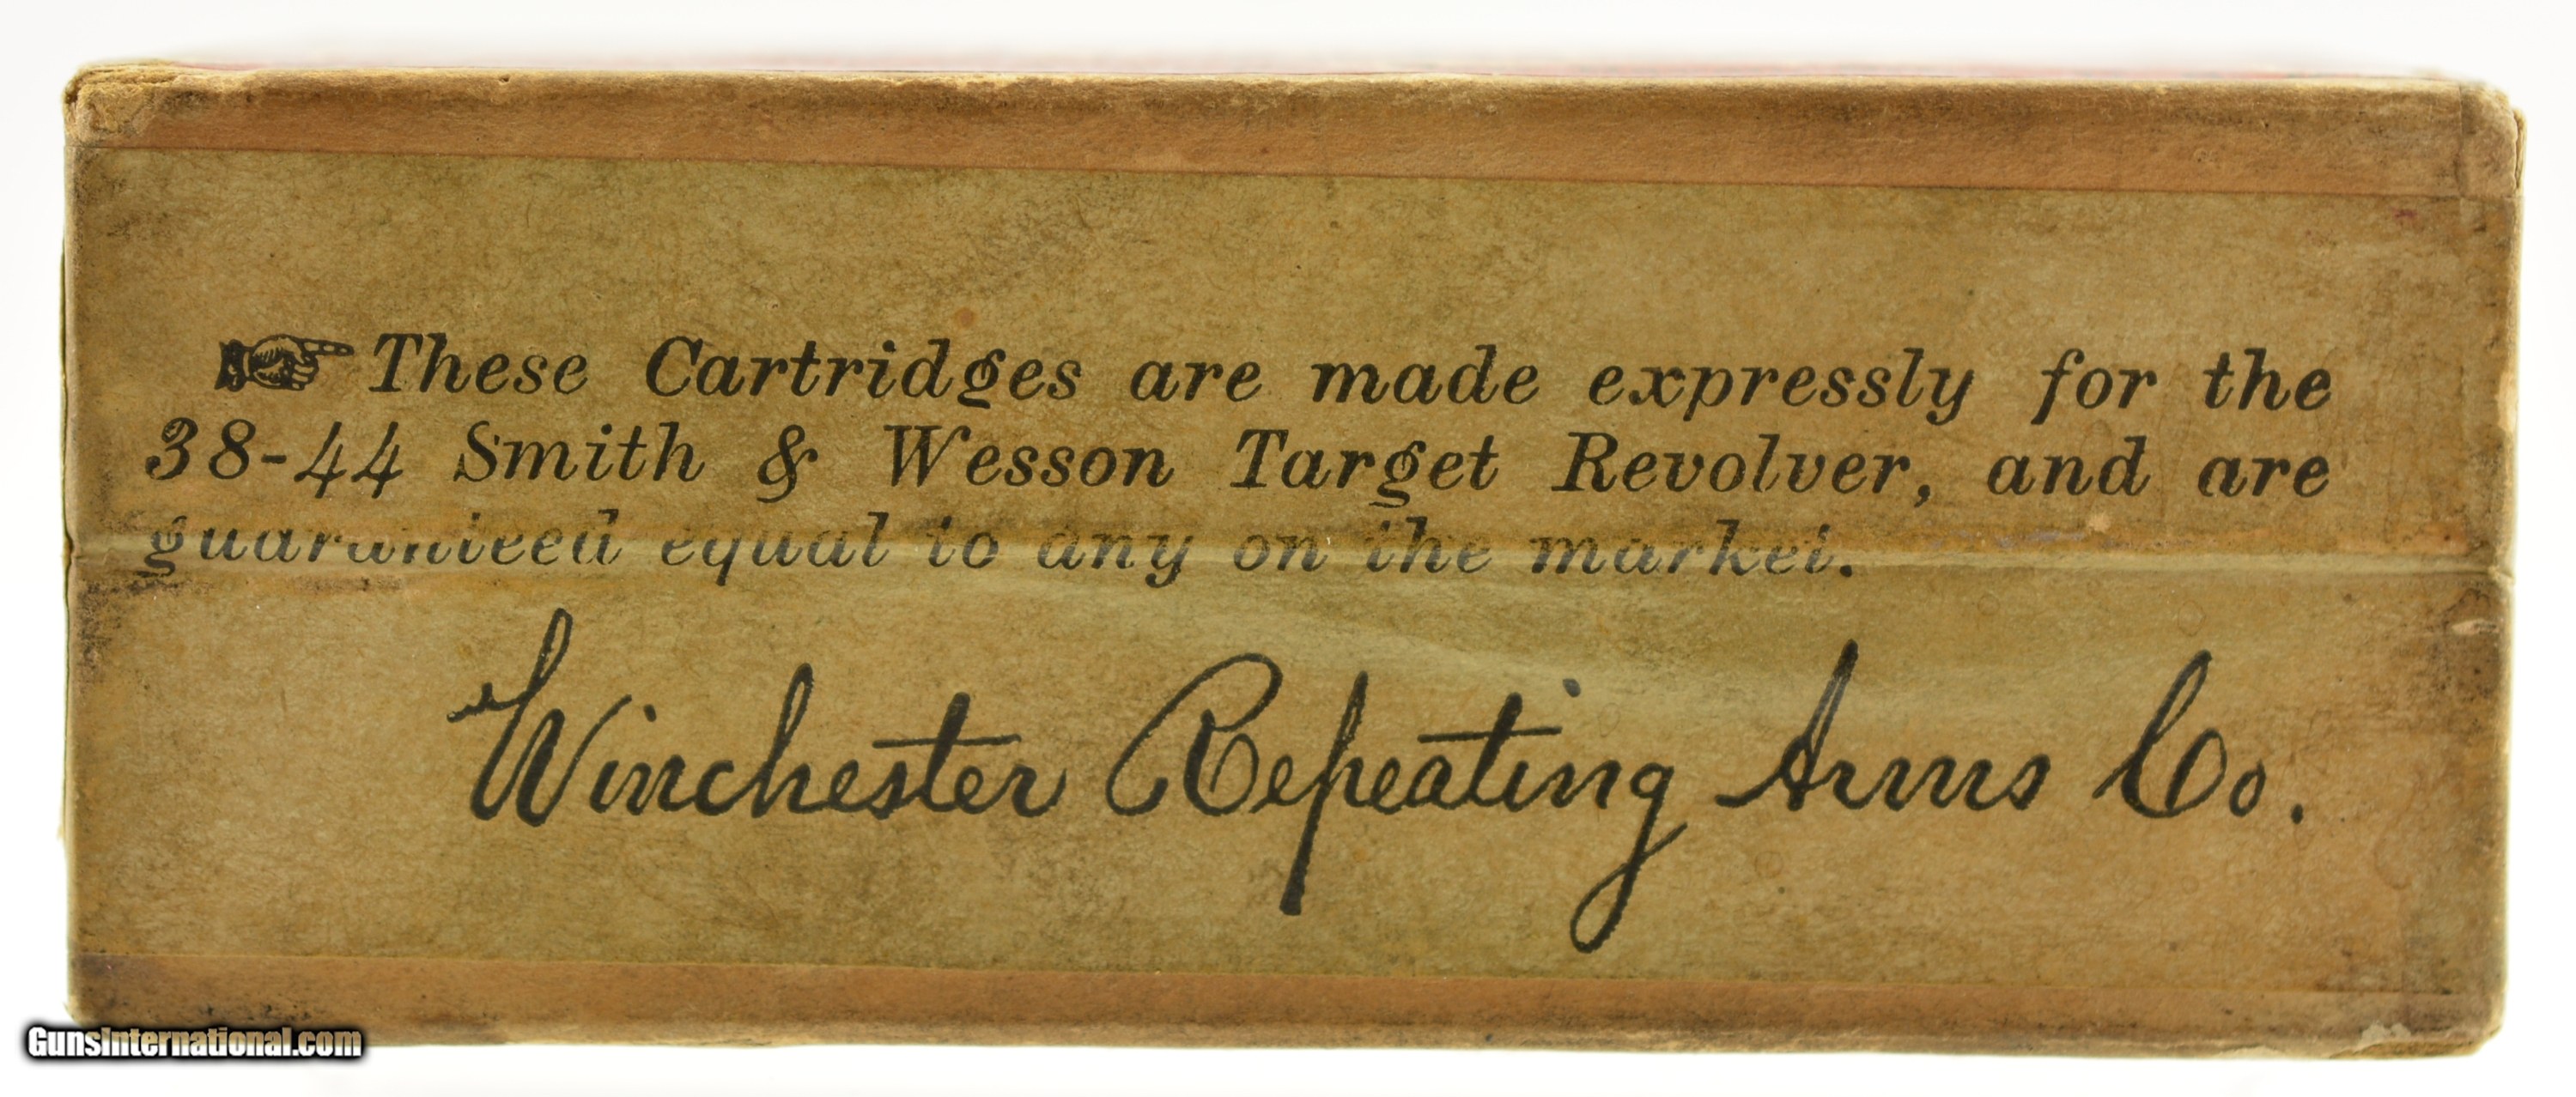 ☞ These Cartridges are made expressly for the
38-44 Smith & Wesson Target Revolver, and are
guaranteed equal to any on the market.
Winchester Repeating Arms Co.
GunsInternational.com